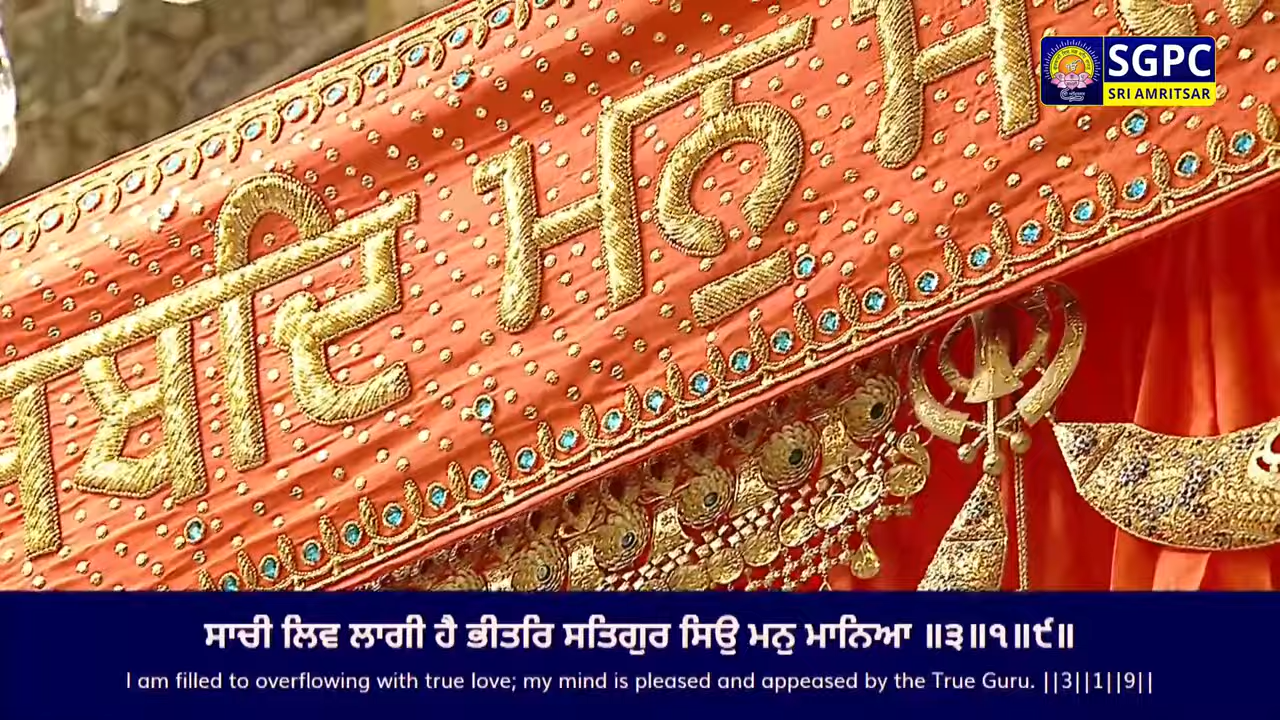 SGPC
SRI AMRITSAR
ਸਬਦਿ ਮਨੁ
ਸਾਚੀ ਲਿਵ ਲਾਗੀ ਹੈ ਭੀਤਰਿ ਸਤਿਗੁਰ ਸਿਉ ਮਨੁ ਮਾਨਿਆ ॥੩॥੧॥੯॥
I am filled to overflowing with true love; my mind is pleased and appeased by the True Guru. ||3||1||9||